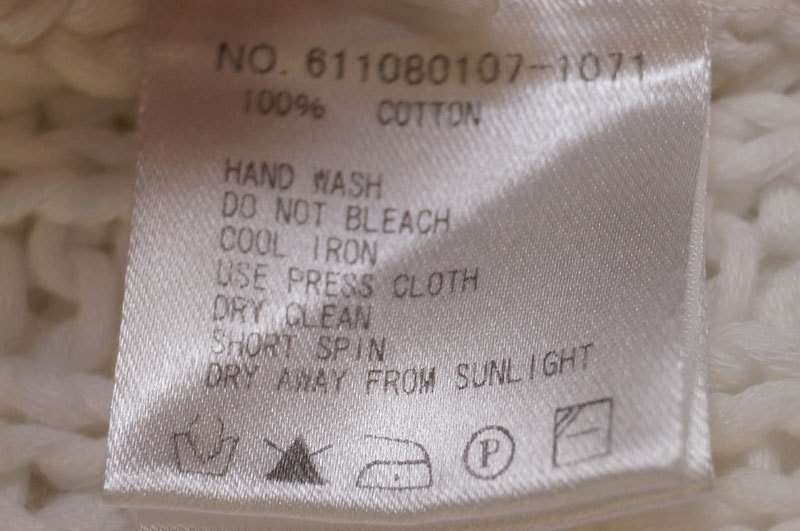 NO. 611080107-1071
100% COTTON
HAND WASH
DO NOT BLEACH
COOL IRON
USE PRESS CLOTH
DRY CLEAN
SHORT SPIN
DRY AWAY FROM SUNLIGHT
P